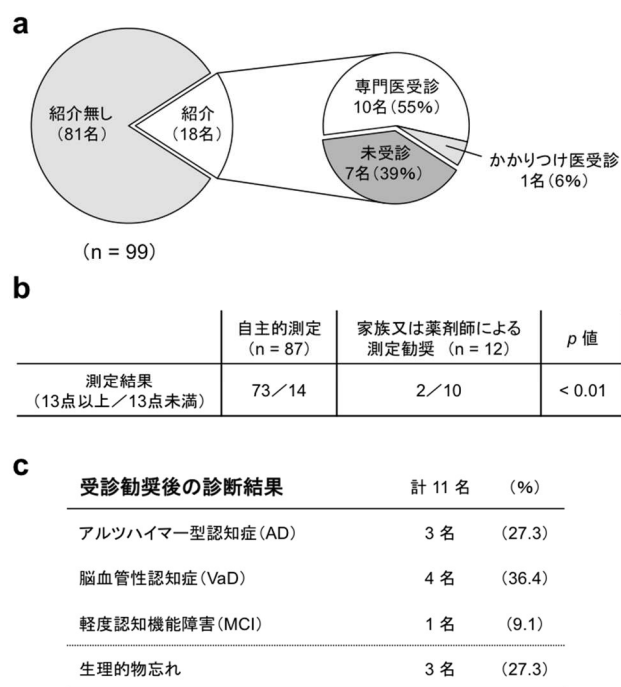 a
紹介無し
(81名)
紹介
(18名)
専門医受診
10名(55%)
未受診
7名(39%)
かかりつけ医受診
1名(6%)
(n = 99)
b
自主的測定
(n = 87)
家族又は薬剤師による
測定勧奨 (n = 12)
p 値
測定結果
(13点以上／13点未満)
73／14
2／10
< 0.01
c
受診勧奨後の診断結果 計 11 名 (%)
アルツハイマー型認知症(AD) 3 名 (27.3)
脳血管性認知症(VaD) 4 名 (36.4)
軽度認知機能障害(MCI) 1 名 (9.1)
生理的物忘れ 3 名 (27.3)